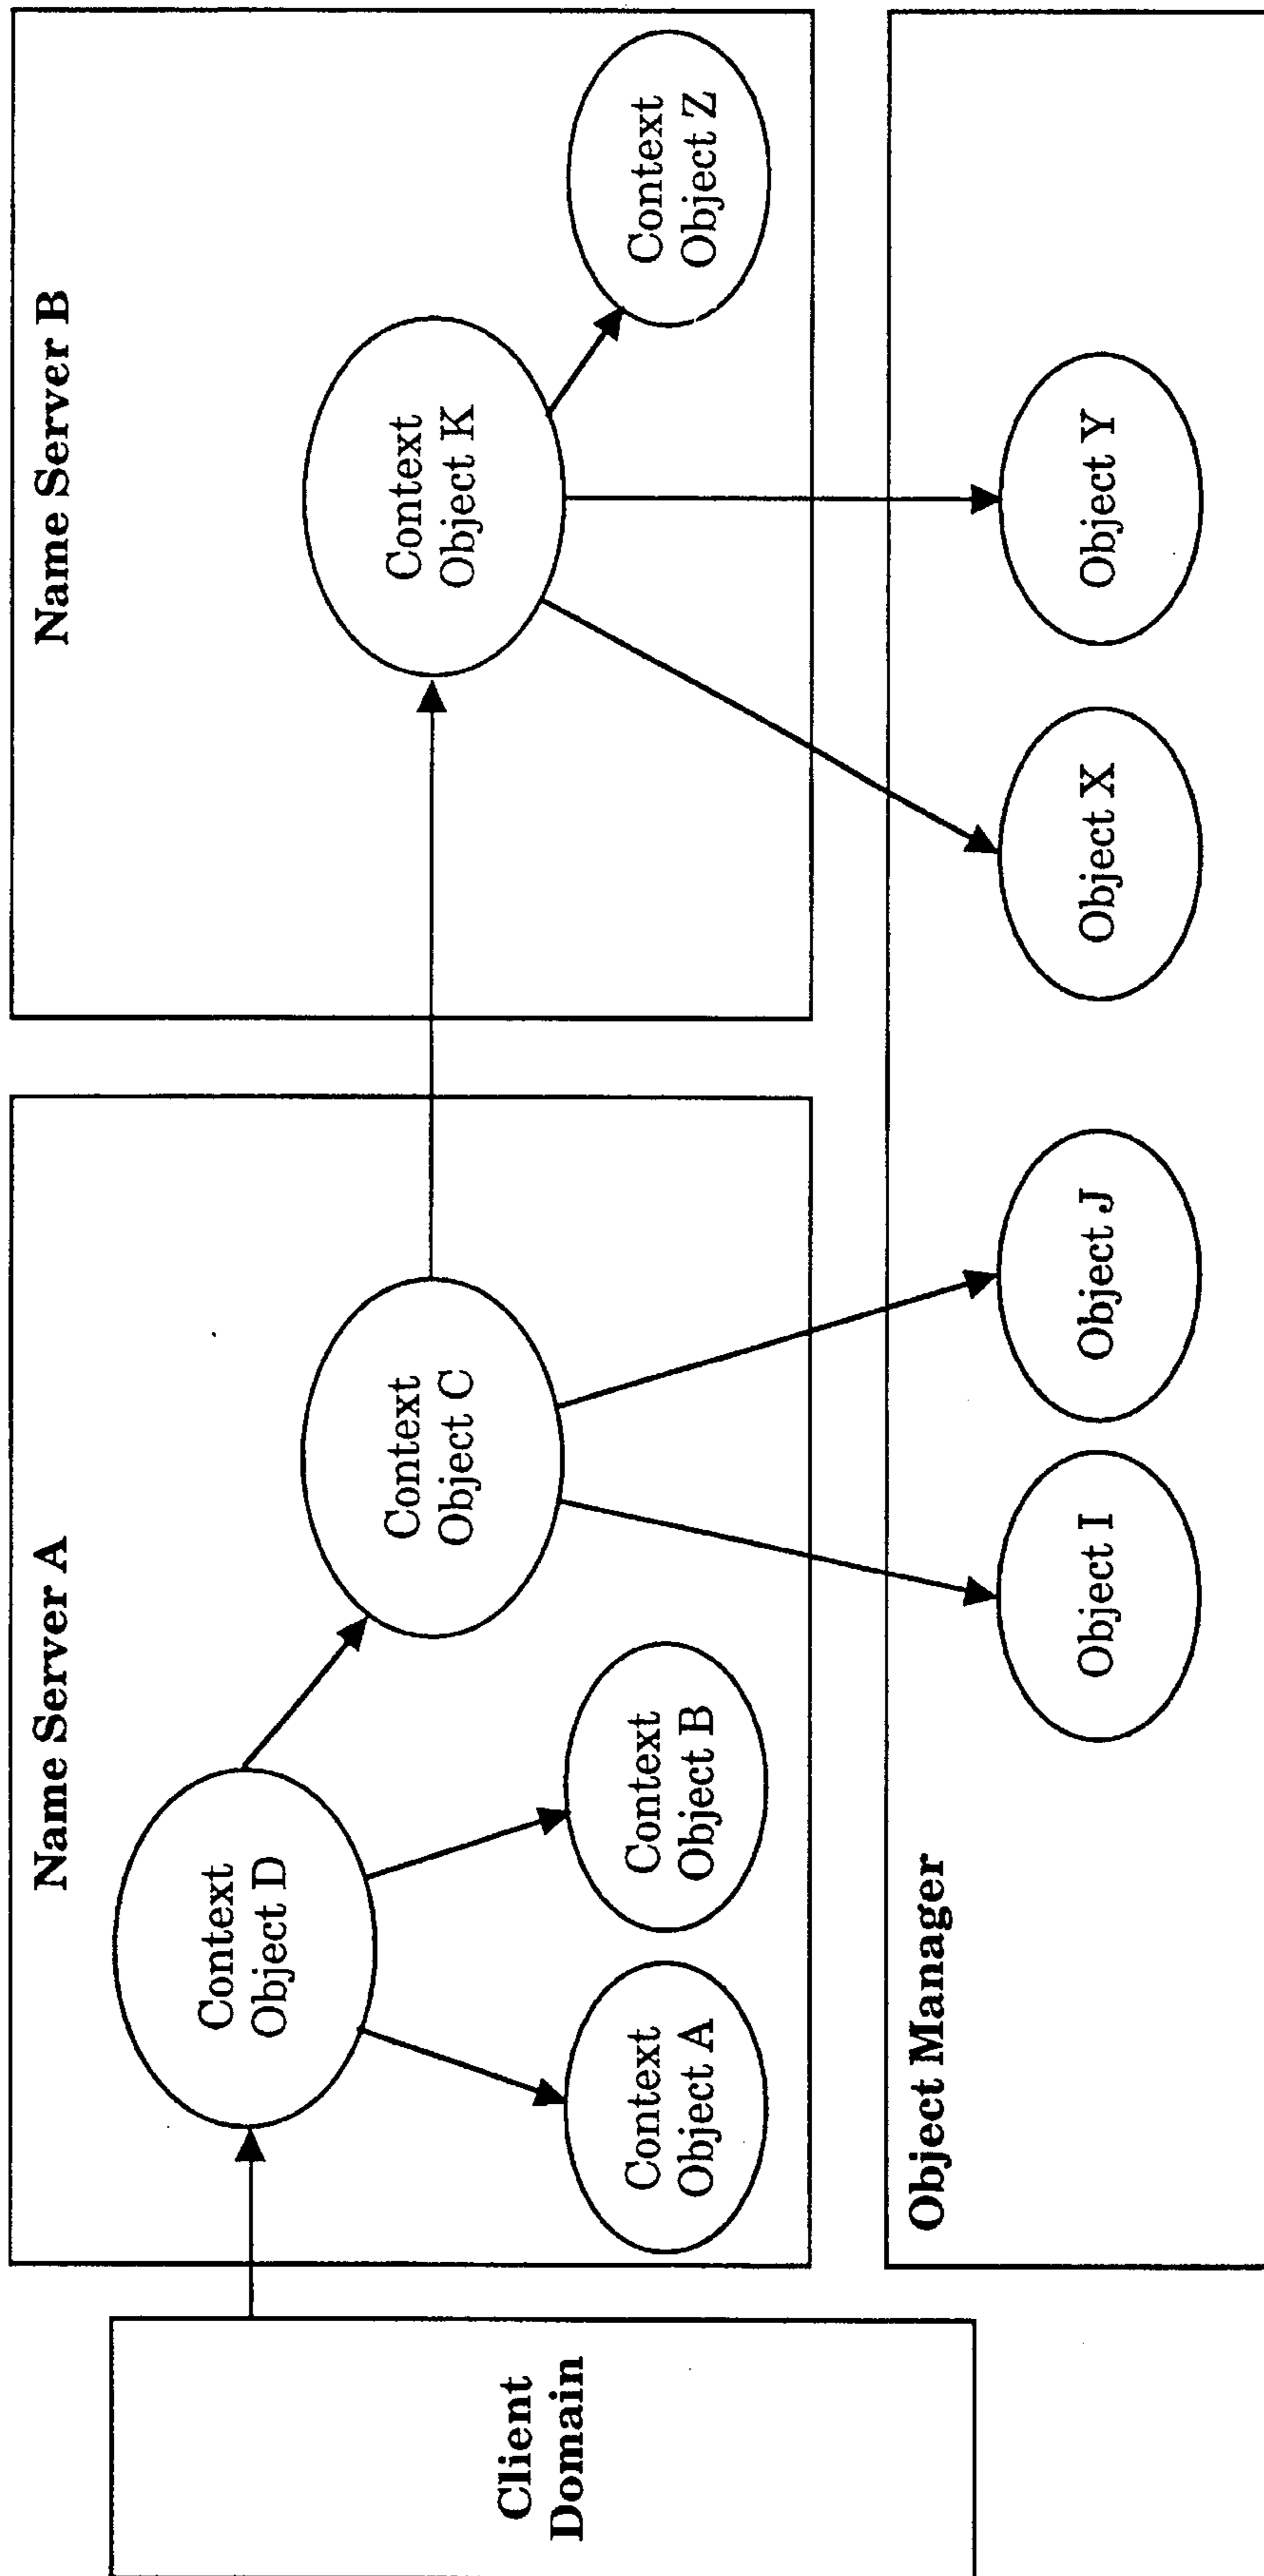 Client
Domain
Name Server A
Context
Object D
Context
Object A
Context
Object B
Context
Object C
Name Server B
Context
Object K
Context
Object Z
Object Manager
Object I
Object J
Object X
Object Y